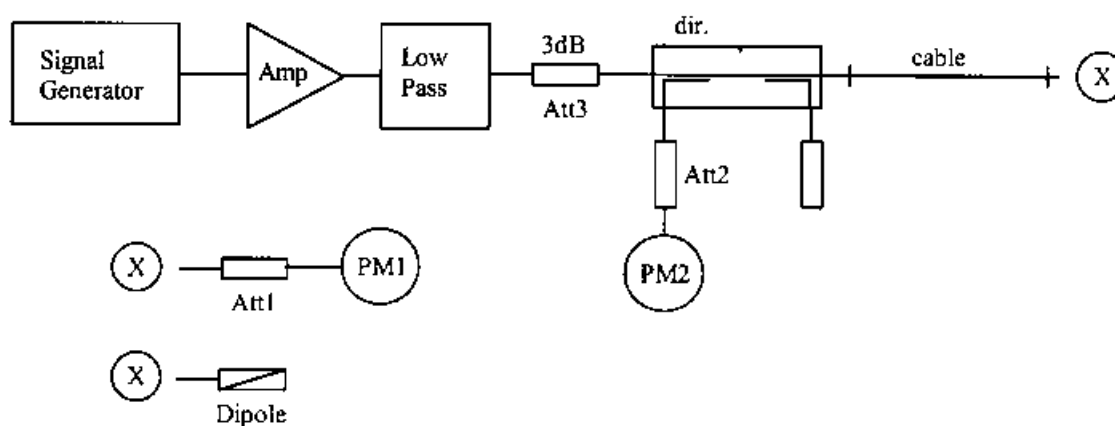 Signal
Generator
Amp
Low
Pass
3dB
Att3
dir.
cable
X
Att2
PM2
X
Att1
PM1
X
Dipole